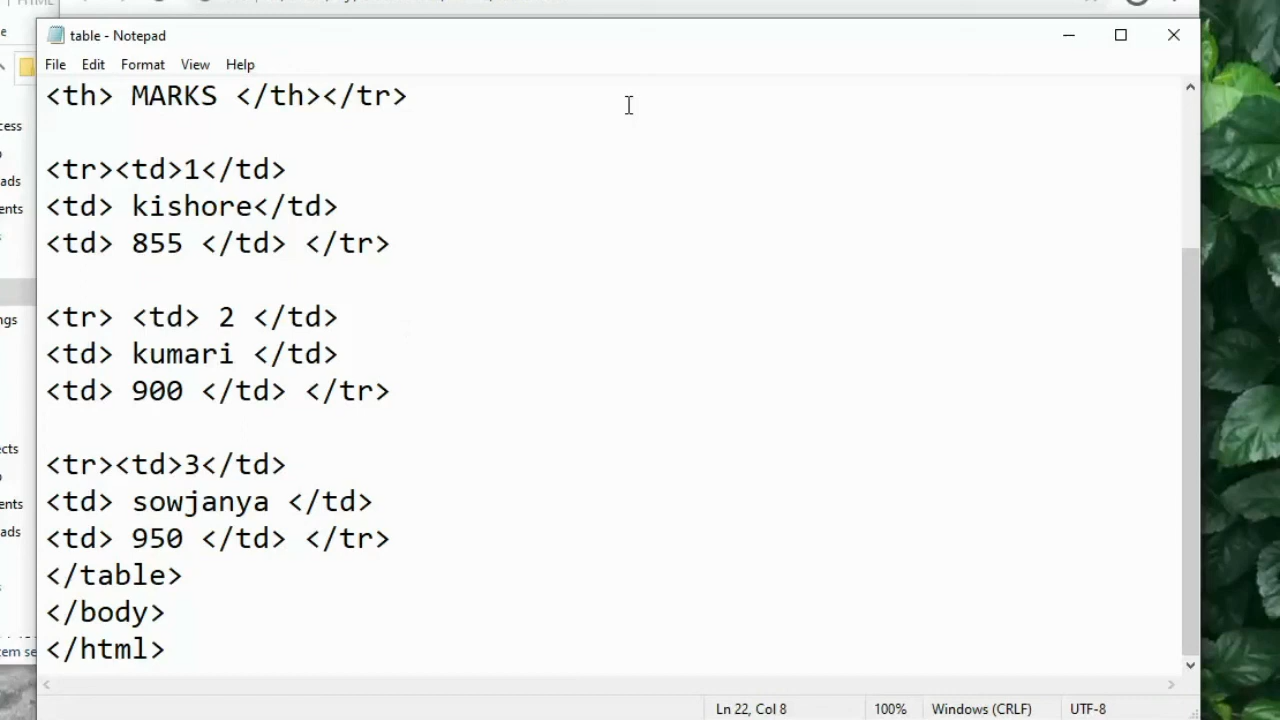 HTML
table - Notepad
File Edit Format View Help
<th> MARKS </th></tr>
<tr><td>1</td>
<td> kishore</td>
<td> 855 </td> </tr>
<tr> <td> 2 </td>
<td> kumari </td>
<td> 900 </td> </tr>
<tr><td>3</td>
<td> sowjanya </td>
<td> 950 </td> </tr>
</table>
</body>
</html>
Ln 22, Col 8 100% Windows (CRLF) UTF-8